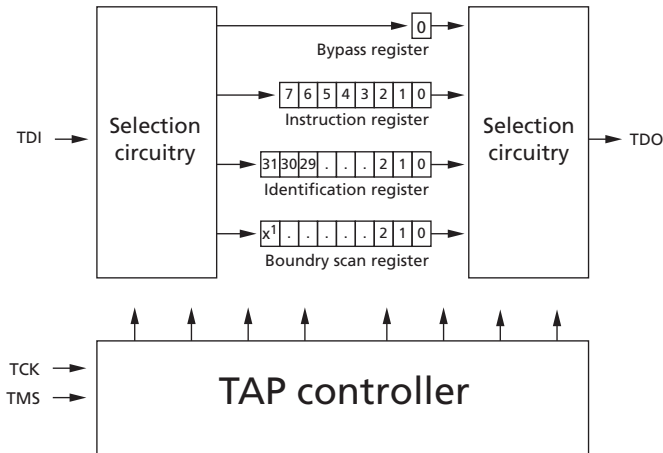 0
Bypass register
7 6 5 4 3 2 1 0
Instruction register
TDI
Selection
circuitry
Selection
circuitry
TDO
31 30 29 . . . 2 1 0
Identification register
x¹ . . . . . 2 1 0
Boundry scan register
TCK
TMS
TAP controller